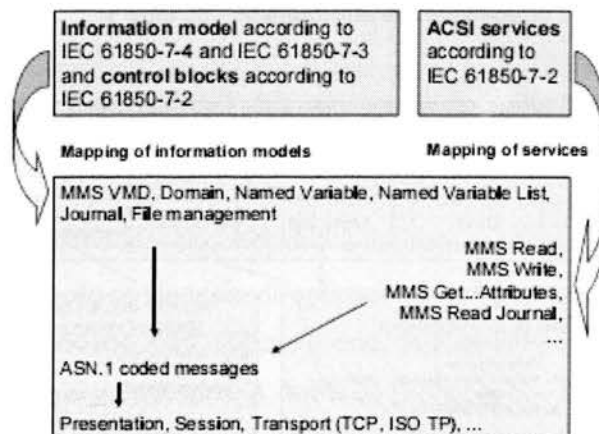 Information model according to
IEC 61850-7-4 and IEC 61850-7-3
and control blocks according to
IEC 61850-7-2
ACSI services
according to
IEC 61850-7-2
Mapping of information models
Mapping of services
MMS VMD, Domain, Named Variable, Named Variable List,
Journal, File management
MMS Read,
MMS Write,
MMS Get...Attributes,
MMS Read Journal,
...
ASN.1 coded messages
Presentation, Session, Transport (TCP, ISO TP), ...